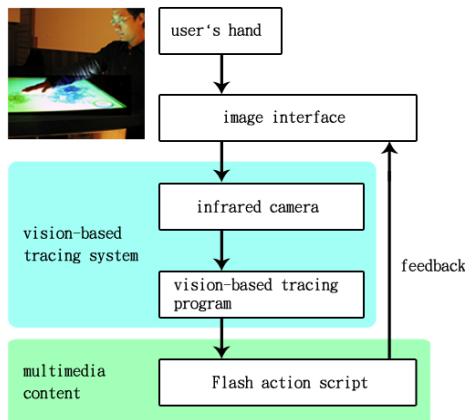 user's hand
image interface
infrared camera
vision-based
tracing system
vision-based tracing
program
feedback
multimedia
content
Flash action script